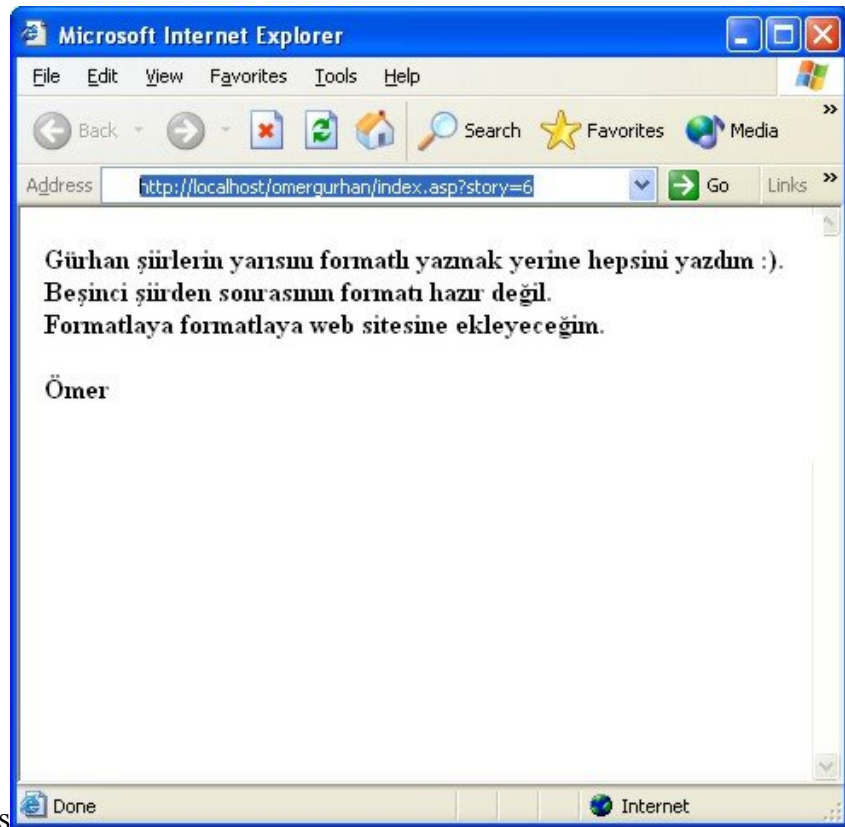 Microsoft Internet Explorer
File Edit View Favorites Tools Help
Back Search Favorites Media »
Address http://localhost/omergurhan/index.asp?story=6 Go Links »
Gürhan şiirlerin yarısını formatlı yazmak yerine hepsini yazdım :).
Beşinci şiirden sonrasının formatı hazır değil.
Formatlaya formatlaya web sitesine ekleyeceğim.
Ömer
Done Internet
s